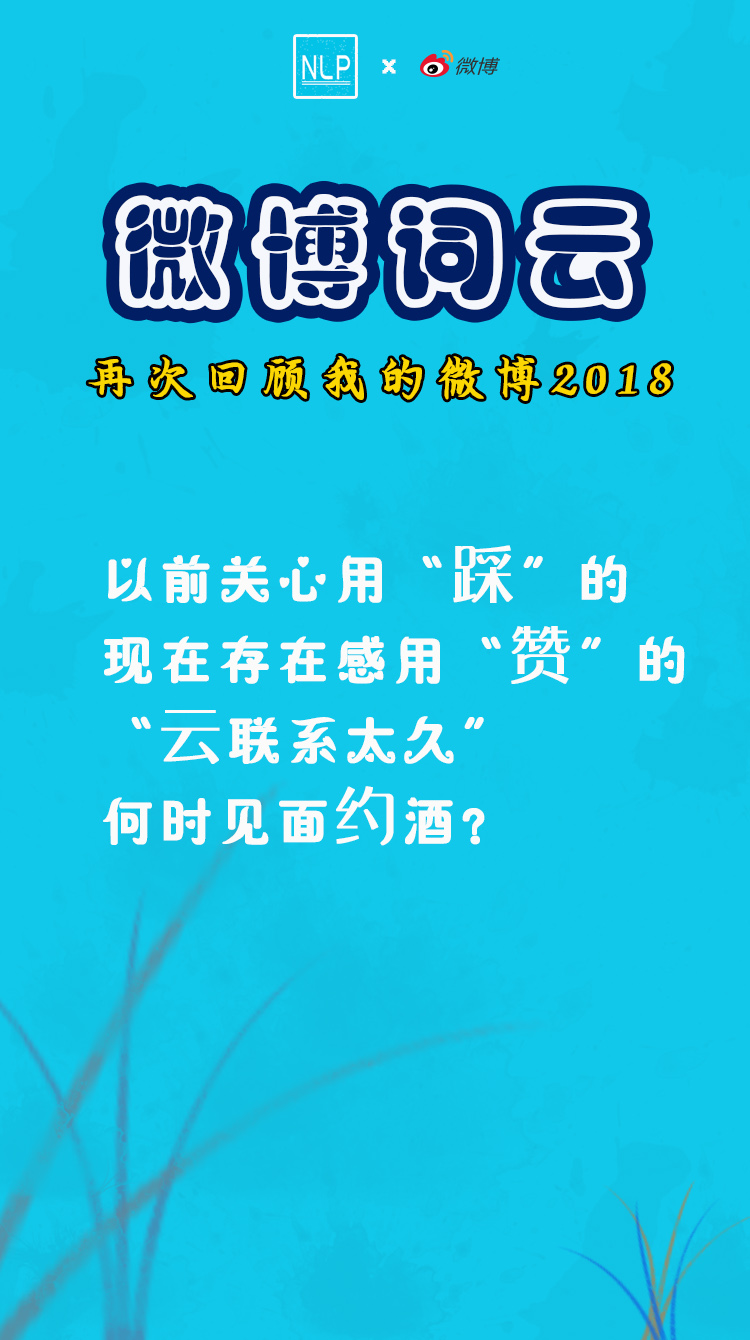 NLP x 微博
微博词云
再次回顾我的微博2018
以前关心用“踩”的
现在存在感用“赞”的
“云联系太久”
何时见面约酒?